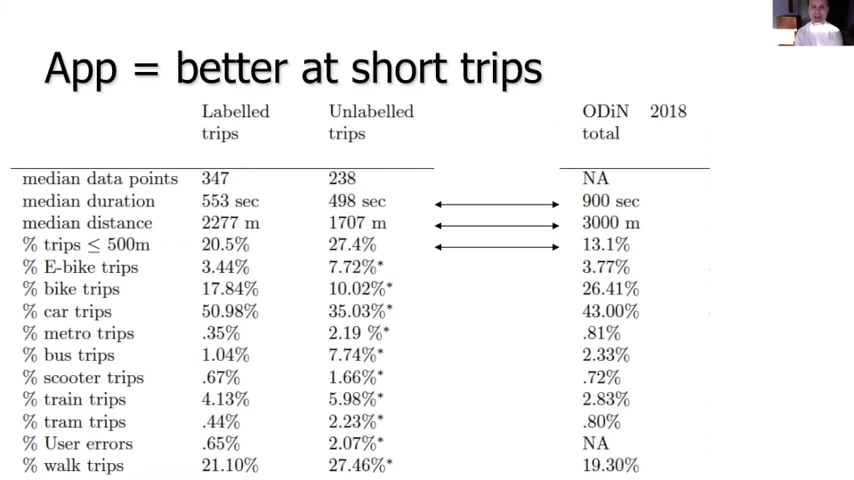 App = better at short trips
Labelled trips Unlabelled trips ODiN 2018 total
median data points 347 238 NA
median duration 553 sec 498 sec 900 sec
median distance 2277 m 1707 m 3000 m
% trips ≤ 500m 20.5% 27.4% 13.1%
% E-bike trips 3.44% 7.72%* 3.77%
% bike trips 17.84% 10.02%* 26.41%
% car trips 50.98% 35.03%* 43.00%
% metro trips .35% 2.19 %* .81%
% bus trips 1.04% 7.74%* 2.33%
% scooter trips .67% 1.66%* .72%
% train trips 4.13% 5.98%* 2.83%
% tram trips .44% 2.23%* .80%
% User errors .65% 2.07%* NA
% walk trips 21.10% 27.46%* 19.30%